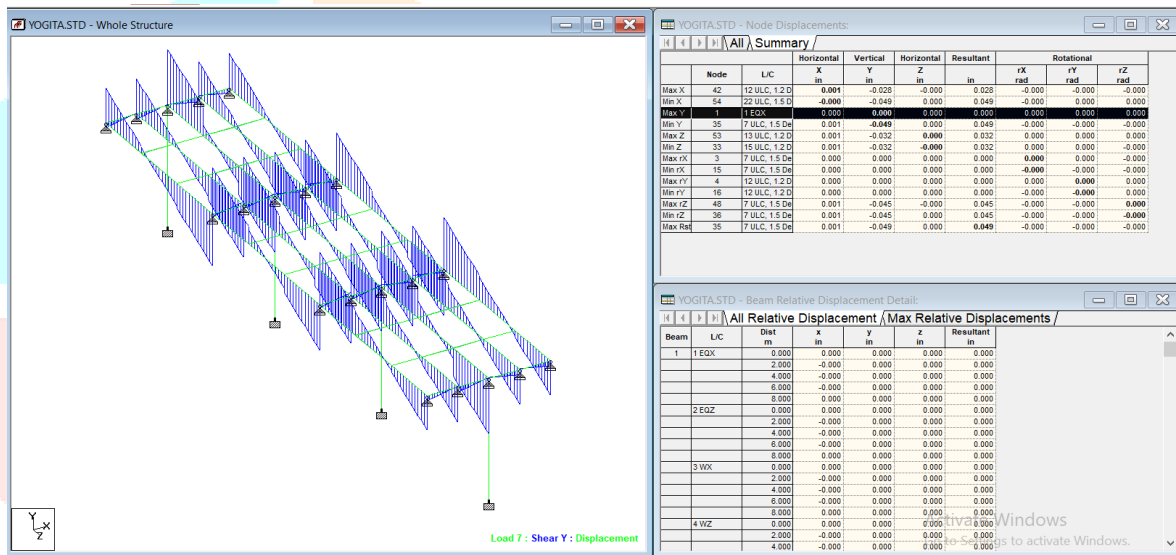 YOGITA.STD - Whole Structure
Y
X
Z
Load 7 : Shear Y : Displacement
YOGITA.STD - Node Displacements:
All Summary
Horizontal Vertical Horizontal Resultant Rotational
Node L/C X in Y in Z in in rX rad rY rad rZ rad
Max X 42 12 ULC, 1.2 D 0.001 -0.028 -0.000 0.028 -0.000 -0.000 -0.000
Min X 54 22 ULC, 1.5 D -0.000 -0.049 -0.000 0.049 -0.000 -0.000 0.000
Max Y 1 1 EQX 0.000 0.000 0.000 0.000 0.000 0.000 0.000
Min Y 35 7 ULC, 1.5 De 0.001 -0.049 0.000 0.049 -0.000 -0.000 -0.000
Max Z 53 13 ULC, 1.2 D 0.001 -0.032 0.000 0.032 0.000 0.000 0.000
Min Z 33 15 ULC, 1.2 D 0.001 -0.032 -0.000 0.032 0.000 -0.000 0.000
Max rX 3 7 ULC, 1.5 De 0.000 0.000 0.000 0.000 0.000 0.000 -0.000
Min rX 15 7 ULC, 1.5 De 0.000 0.000 0.000 0.000 -0.000 -0.000 -0.000
Max rY 4 12 ULC, 1.2 D 0.000 0.000 0.000 0.000 0.000 0.000 0.000
Min rY 16 12 ULC, 1.2 D 0.000 0.000 0.000 0.000 0.000 -0.000 0.000
Max rZ 48 7 ULC, 1.5 De 0.001 -0.045 -0.000 0.045 -0.000 -0.000 0.000
Min rZ 36 7 ULC, 1.5 De 0.001 -0.045 0.000 0.045 0.000 -0.000 -0.000
Max Rst 35 7 ULC, 1.5 De 0.001 -0.049 0.000 0.049 -0.000 -0.000 -0.000
YOGITA.STD - Beam Relative Displacement Detail:
All Relative Displacement Max Relative Displacements
Beam L/C Dist m x in y in z in Resultant in
1 1 EQX 0.000 0.000 0.000 0.000 0.000
2.000 -0.000 0.000 0.000 0.000
4.000 -0.000 0.000 0.000 0.000
6.000 -0.000 0.000 0.000 0.000
8.000 0.000 0.000 0.000 0.000
2 EQZ 0.000 0.000 0.000 0.000 0.000
2.000 -0.000 0.000 0.000 0.000
4.000 -0.000 0.000 0.000 0.000
6.000 -0.000 0.000 0.000 0.000
8.000 0.000 0.000 0.000 0.000
3 WX 0.000 0.000 0.000 0.000 0.000
2.000 -0.000 0.000 0.000 0.000
4.000 -0.000 0.000 0.000 0.000
6.000 -0.000 0.000 0.000 0.000
8.000 0.000 0.000 0.000 0.000
4 WZ 0.000 0.000 0.000 0.000 0.000
2.000 -0.000 0.000 0.000 0.000
4.000 -0.000 0.000 0.000 0.000
Activate Windows
Go to Settings to activate Windows.